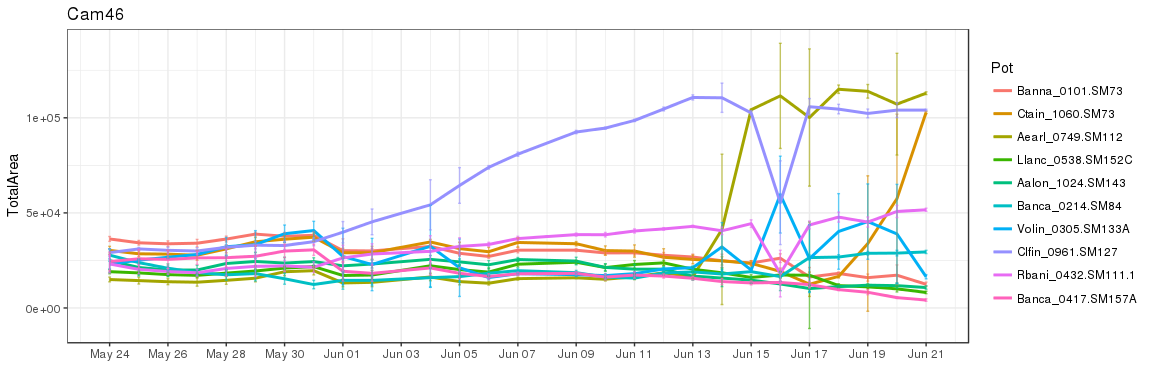 Cam46
TotalArea
1e+05
5e+04
0e+00
May 24 May 26 May 28 May 30 Jun 01 Jun 03 Jun 05 Jun 07 Jun 09 Jun 11 Jun 13 Jun 15 Jun 17 Jun 19 Jun 21
Pot
Banna_0101.SM73
Ctain_1060.SM73
Aearl_0749.SM112
Llanc_0538.SM152C
Aalon_1024.SM143
Banca_0214.SM84
Volin_0305.SM133A
Clfin_0961.SM127
Rbani_0432.SM111.1
Banca_0417.SM157A